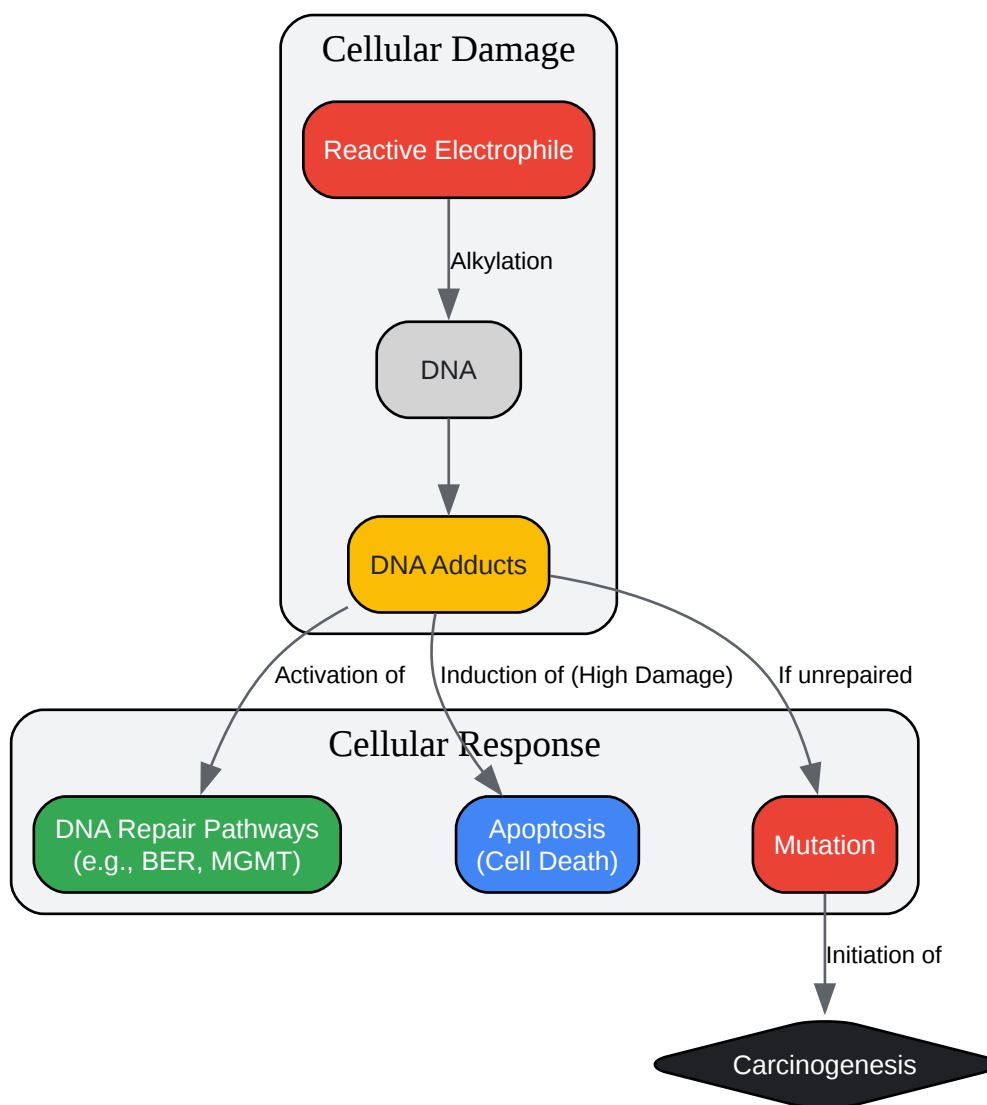 Cellular Damage
Reactive Electrophile
Alkylation
DNA
DNA Adducts
Activation of
Induction of (High Damage)
If unrepaired
Cellular Response
DNA Repair Pathways
(e.g., BER, MGMT)
Apoptosis
(Cell Death)
Mutation
Initiation of
Carcinogenesis